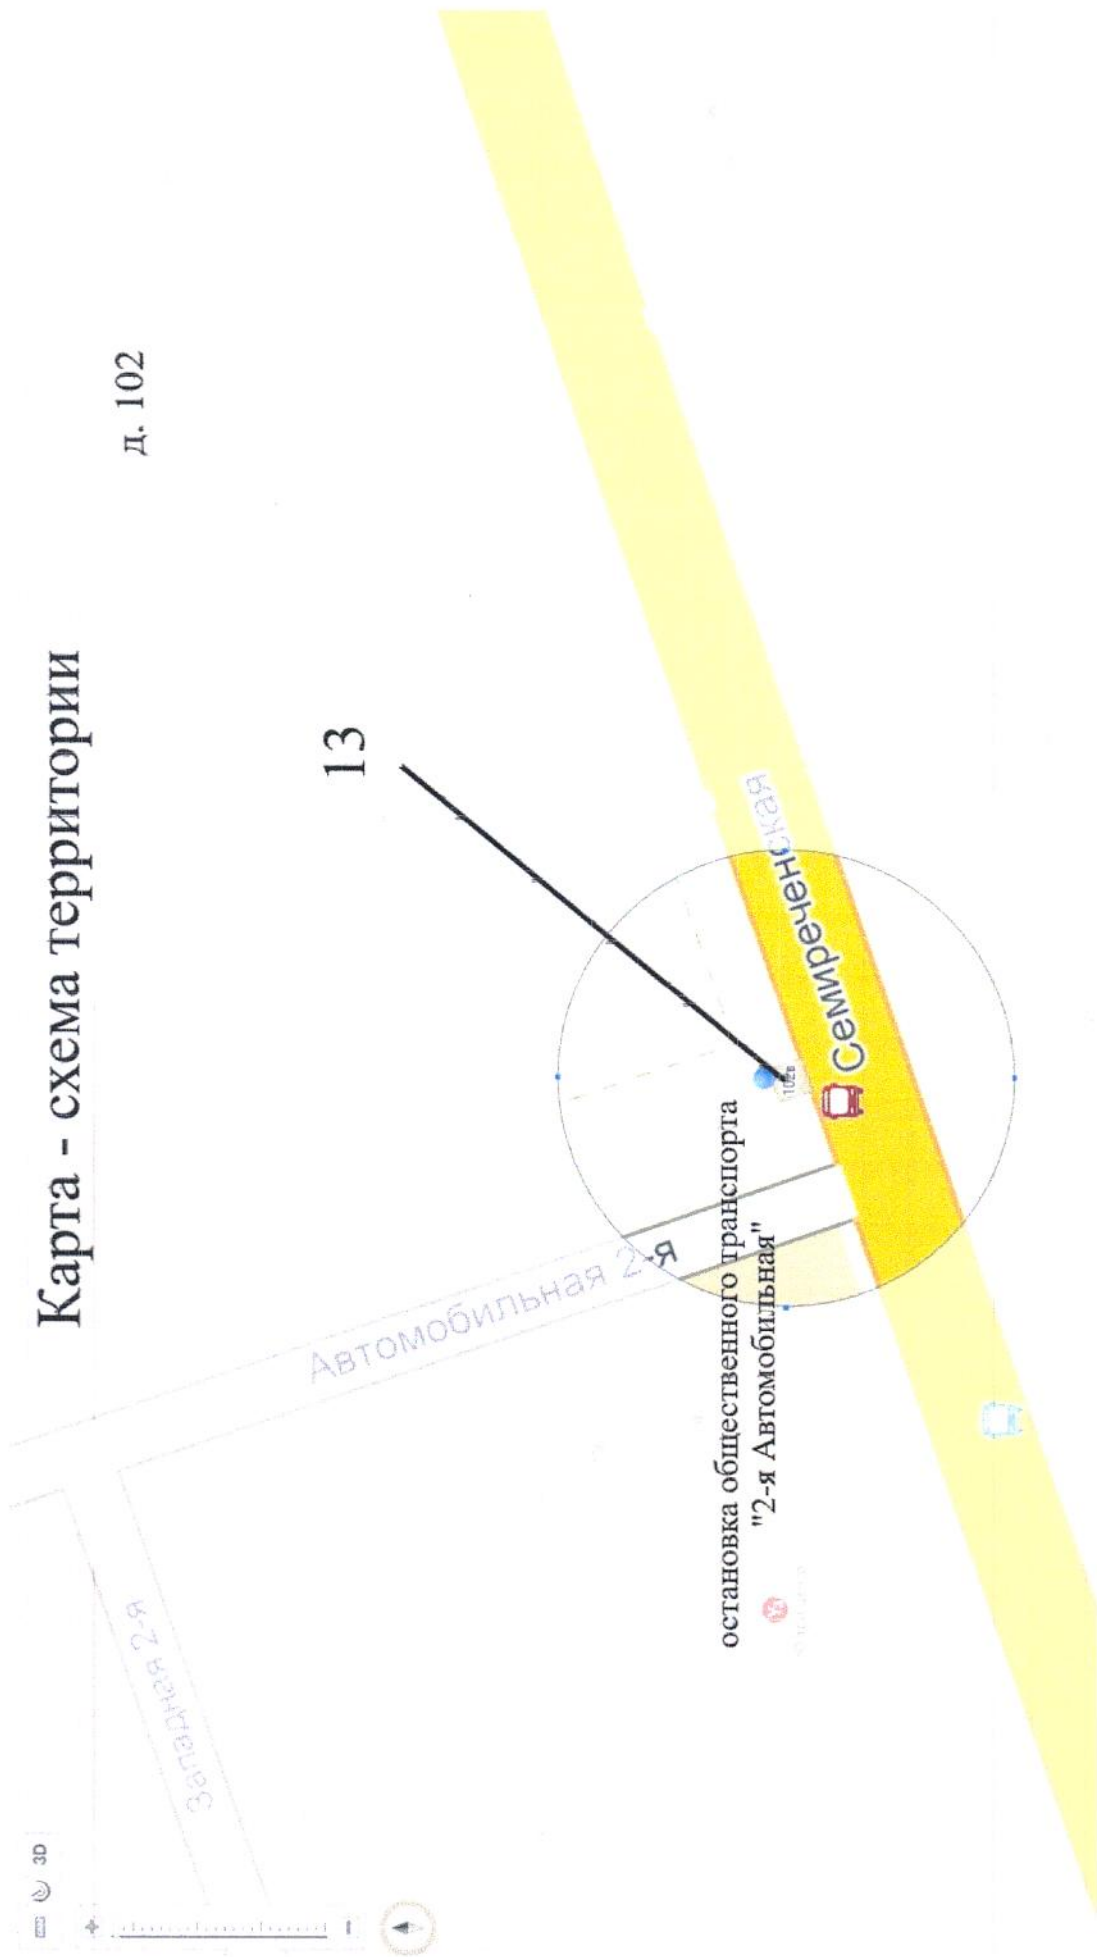 Карта - схема территории
д. 102
3D
Западная 2-я
Автомобильная 2-я
13
102в
Семиреченская
остановка общественного транспорта
"2-я Автомобильная"